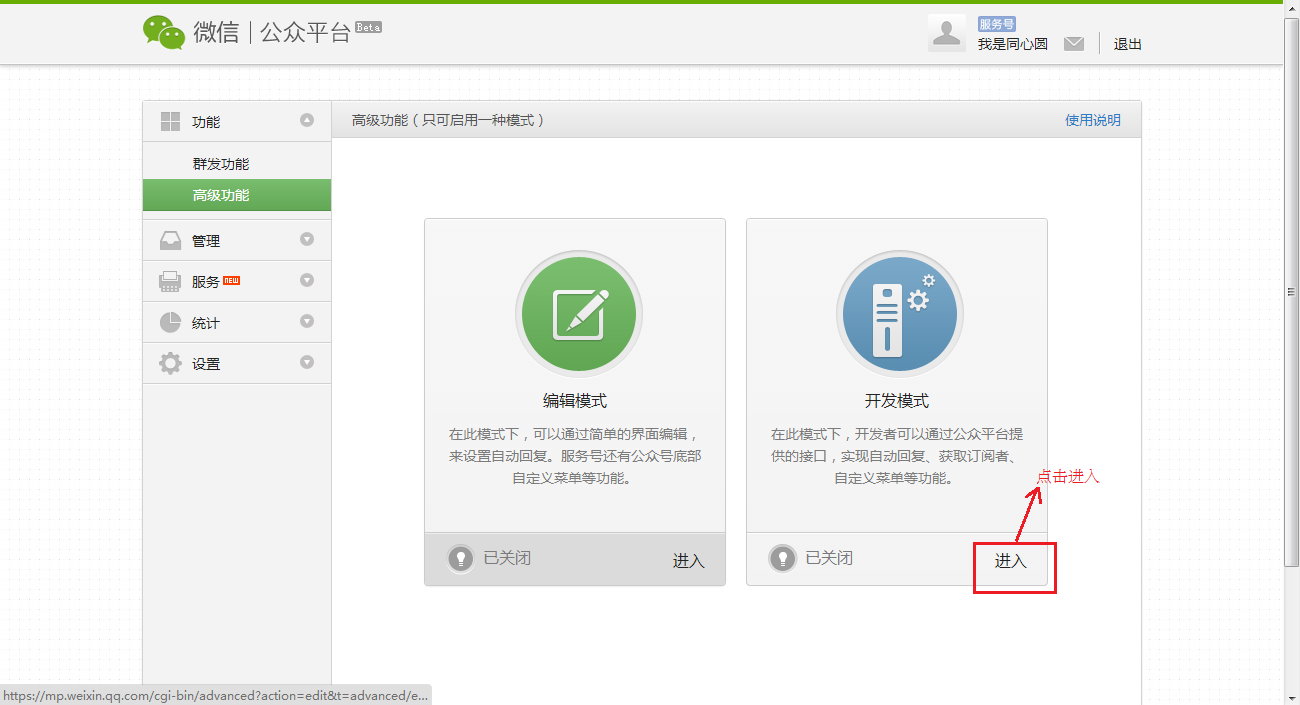 微信 | 公众平台 Beta
服务号
我是同心圆
退出
功能
群发功能
高级功能
管理
服务 NEW
统计
设置
高级功能（只可启用一种模式）
使用说明
编辑模式
在此模式下，可以通过简单的界面编辑，
来设置自动回复。服务号还有公众号底部
自定义菜单等功能。
已关闭
进入
开发模式
在此模式下，开发者可以通过公众平台提
供的接口，实现自动回复、获取订阅者、
自定义菜单等功能。
点击进入
已关闭
进入
https://mp.weixin.qq.com/cgi-bin/advanced?action=edit&t=advanced/e...